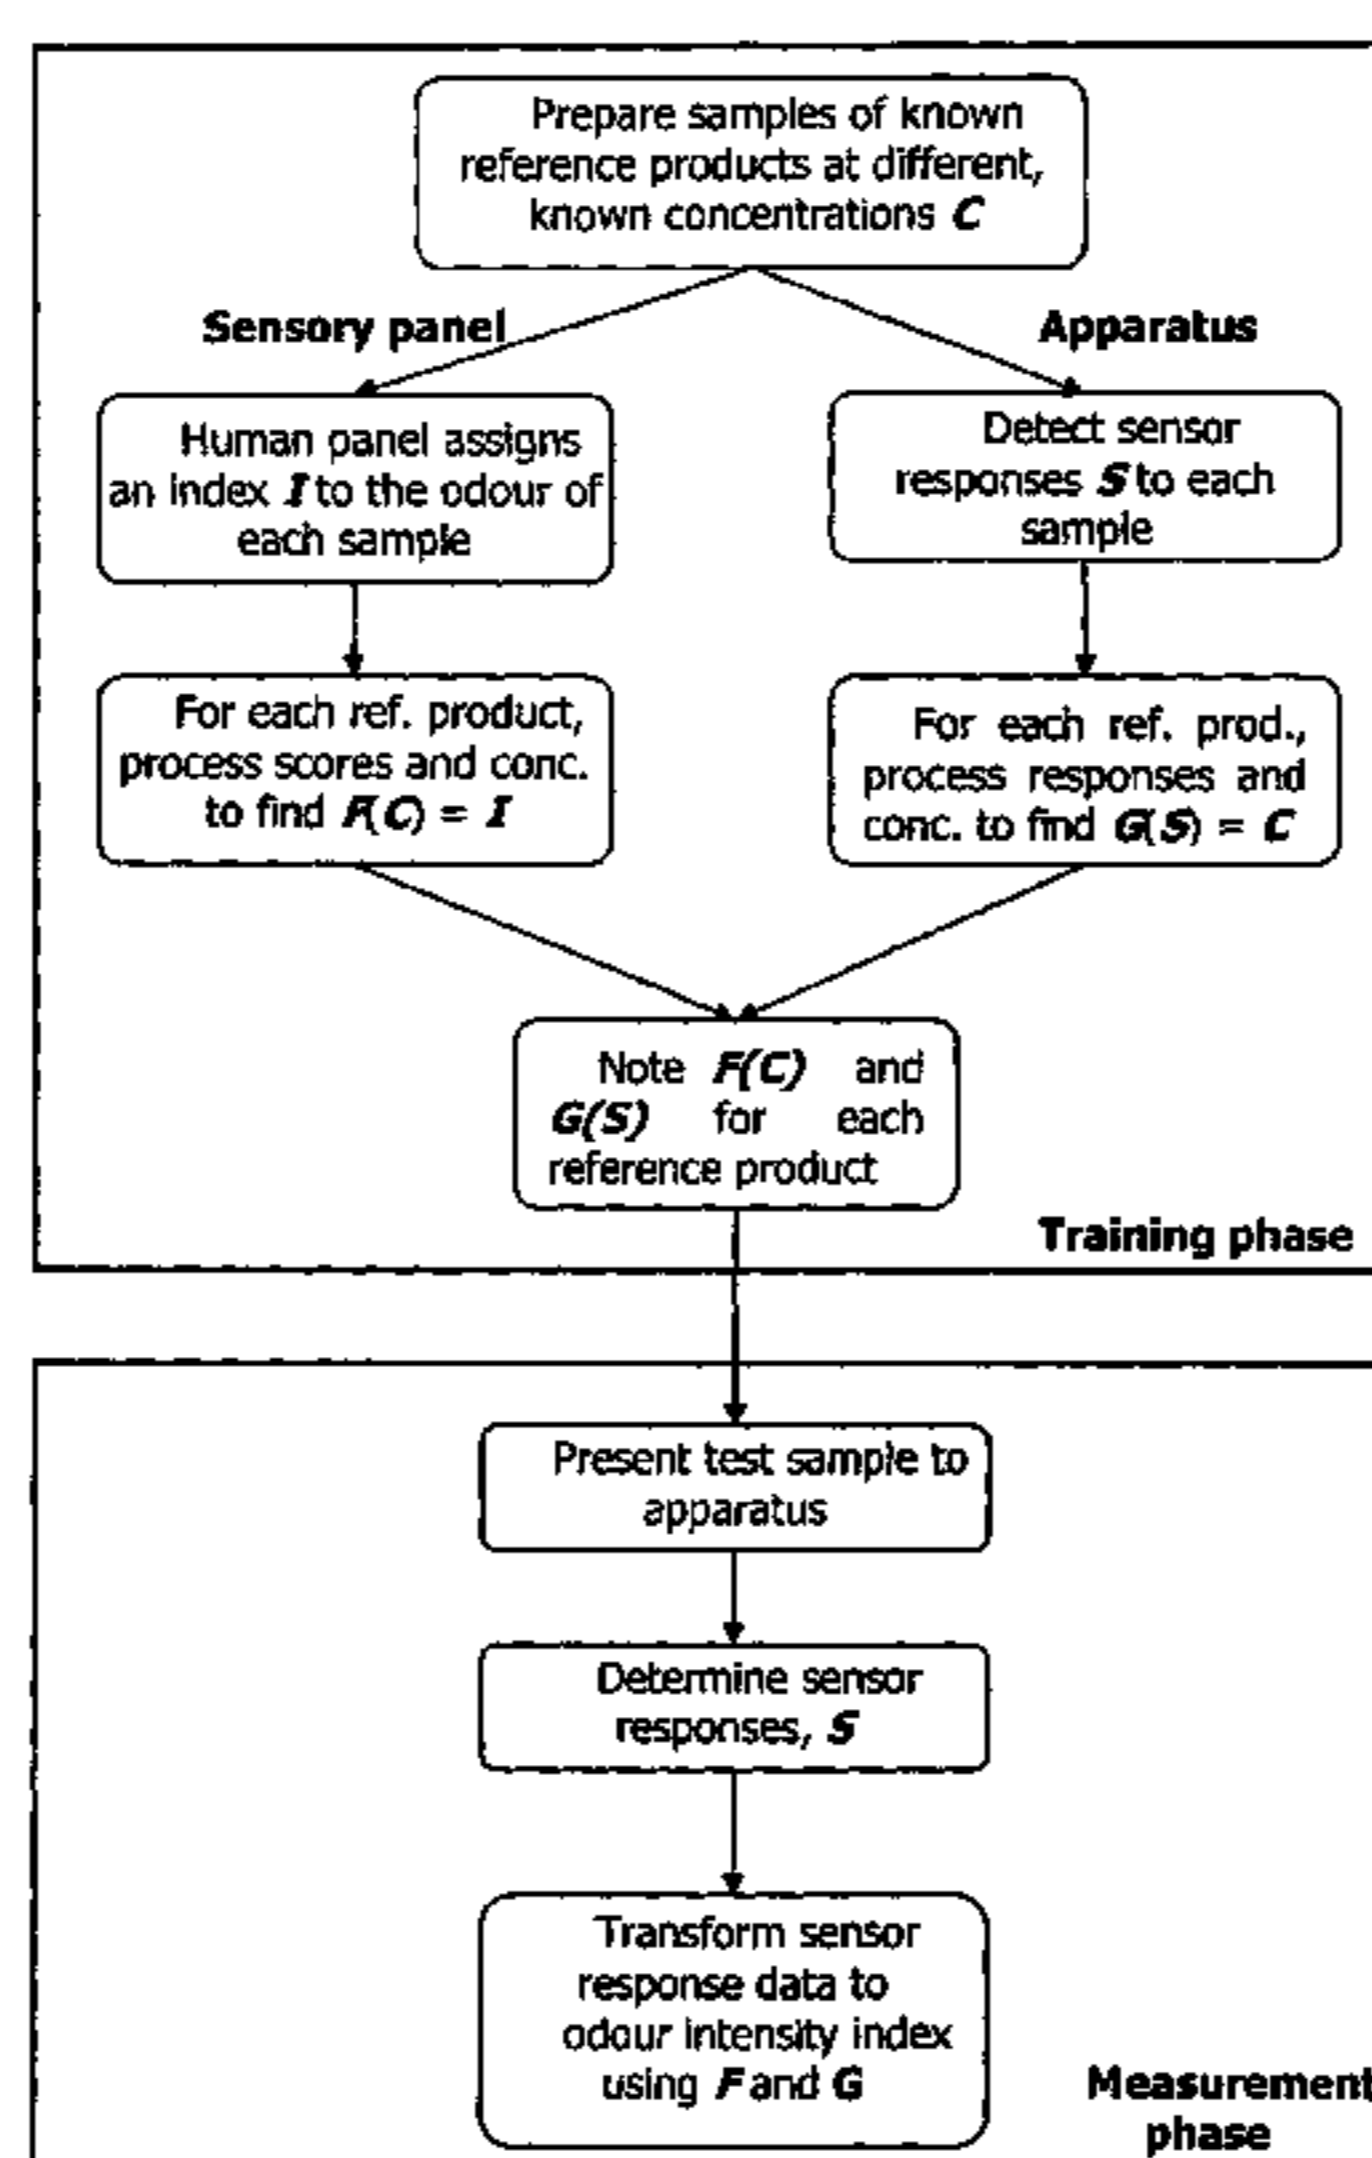 Prepare samples of known
reference products at different,
known concentrations C
Sensory panel
Apparatus
Human panel assigns
an index I to the odour of
each sample
Detect sensor
responses S to each
sample
For each ref. product,
process scores and conc.
to find F(C) = I
For each ref. prod.,
process responses and
conc. to find G(S) = C
Note F(C) and
G(S) for each
reference product
Training phase
Present test sample to
apparatus
Determine sensor
responses, S
Transform sensor
response data to
odour intensity index
using F and G
Measurement
phase